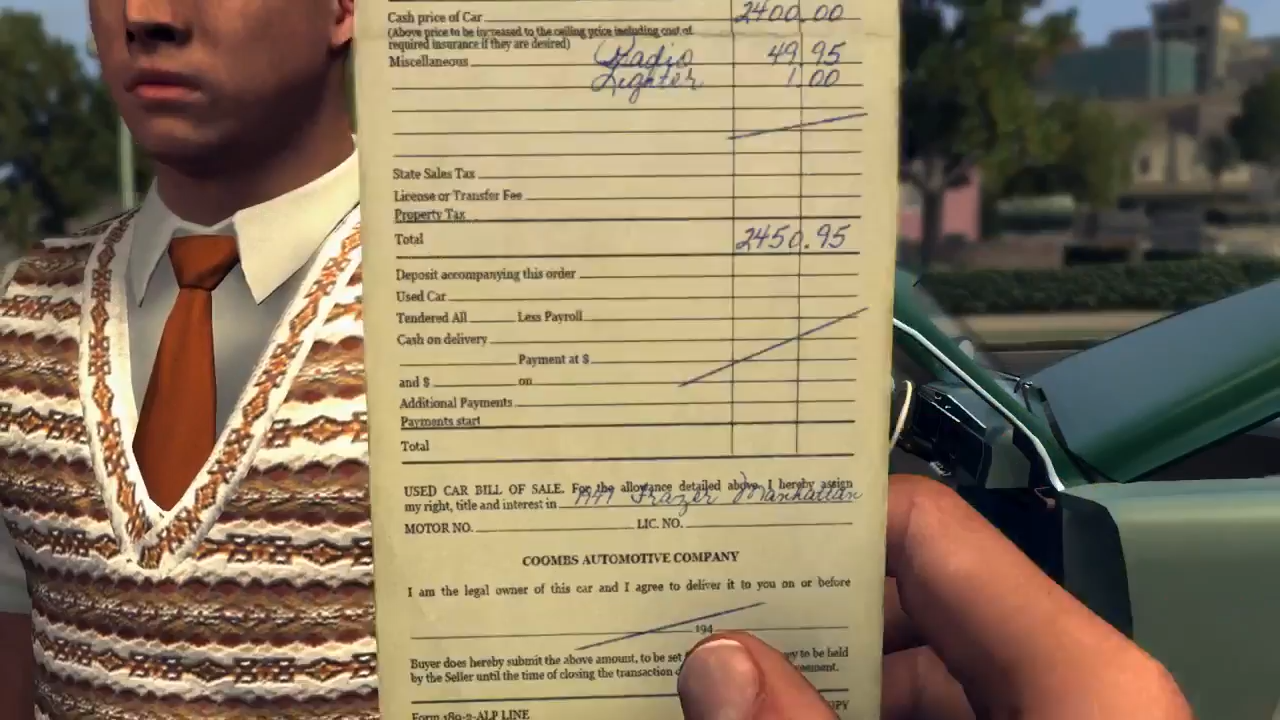 Cash price of Car 2400.00
(Above price to be increased to the ceiling price including cost of
required insurance if they are desired)
Miscellaneous Radio 49.95
Lighter 1.00
State Sales Tax
License or Transfer Fee
Property Tax
Total 2450.95
Deposit accompanying this order
Used Car
Tendered All Less Payroll
Cash on delivery
Payment at $
and $ on
Additional Payments
Payments start
Total
USED CAR BILL OF SALE. For the allowance detailed above I hereby assign
my right, title and interest in 1947 Frazer Manhattan
MOTOR NO. LIC. NO.
COOMBS AUTOMOTIVE COMPANY
I am the legal owner of this car and I agree to deliver it to you on or before
194
Buyer does hereby submit the above amount, to be set to be held
by the Seller until the time of closing the transaction
Form 189-2-ALP LINE